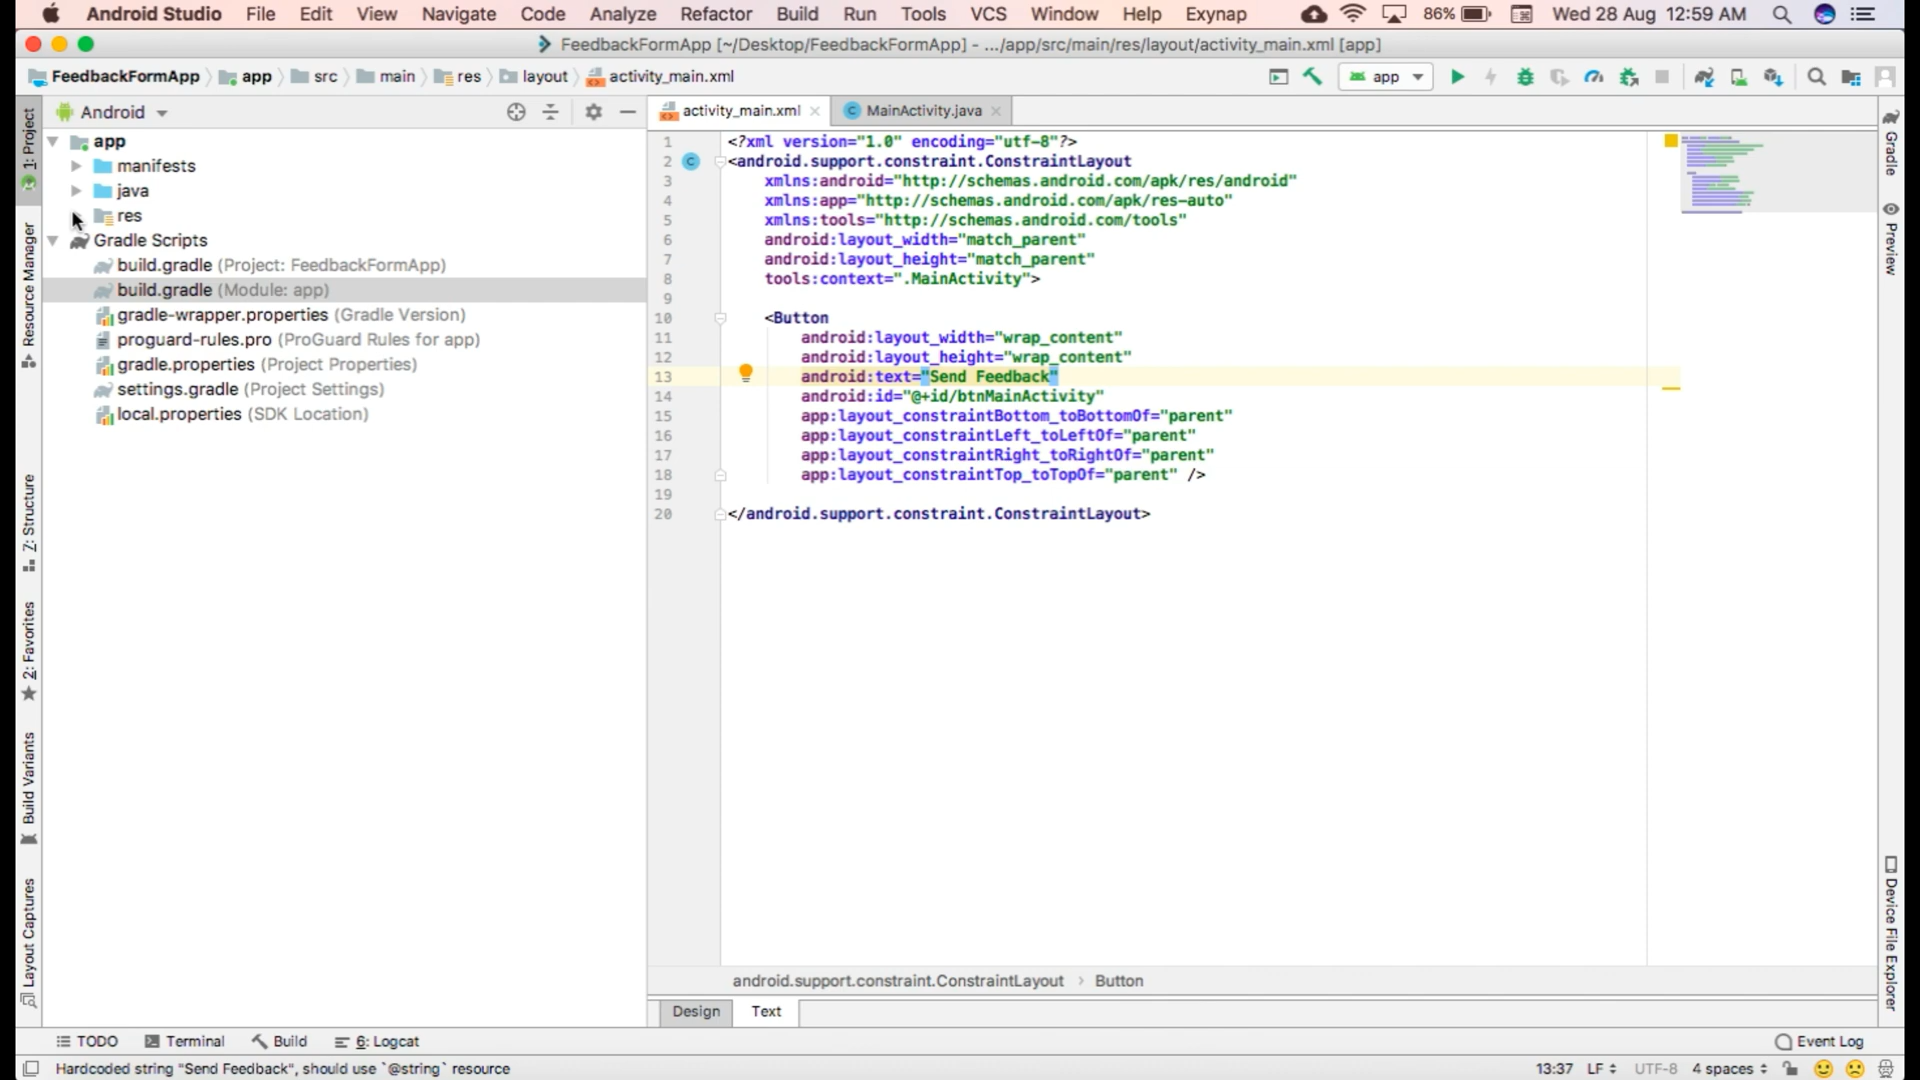 Android Studio File Edit View Navigate Code Analyze Refactor Build Run Tools VCS Window Help Exynap 86% Wed 28 Aug 12:59 AM
FeedbackFormApp [~/Desktop/FeedbackFormApp] - .../app/src/main/res/layout/activity_main.xml [app]
FeedbackFormApp app src main res layout activity_main.xml app
Android
activity_main.xml MainActivity.java
1: Project
Resource Manager
7: Structure
2: Favorites
Build Variants
Layout Captures
app
manifests
java
res
Gradle Scripts
build.gradle (Project: FeedbackFormApp)
build.gradle (Module: app)
gradle-wrapper.properties (Gradle Version)
proguard-rules.pro (ProGuard Rules for app)
gradle.properties (Project Properties)
settings.gradle (Project Settings)
local.properties (SDK Location)
1 <?xml version="1.0" encoding="utf-8"?>
2 <android.support.constraint.ConstraintLayout
3 xmlns:android="http://schemas.android.com/apk/res/android"
4 xmlns:app="http://schemas.android.com/apk/res-auto"
5 xmlns:tools="http://schemas.android.com/tools"
6 android:layout_width="match_parent"
7 android:layout_height="match_parent"
8 tools:context=".MainActivity">
9
10 <Button
11 android:layout_width="wrap_content"
12 android:layout_height="wrap_content"
13 android:text="Send Feedback"
14 android:id="@+id/btnMainActivity"
15 app:layout_constraintBottom_toBottomOf="parent"
16 app:layout_constraintLeft_toLeftOf="parent"
17 app:layout_constraintRight_toRightOf="parent"
18 app:layout_constraintTop_toTopOf="parent" />
19
20 </android.support.constraint.ConstraintLayout>
Gradle
Preview
Device File Explorer
android.support.constraint.ConstraintLayout › Button
Design Text
TODO Terminal Build 6: Logcat Event Log
Hardcoded string "Send Feedback", should use `@string` resource 13:37 LF UTF-8 4 spaces